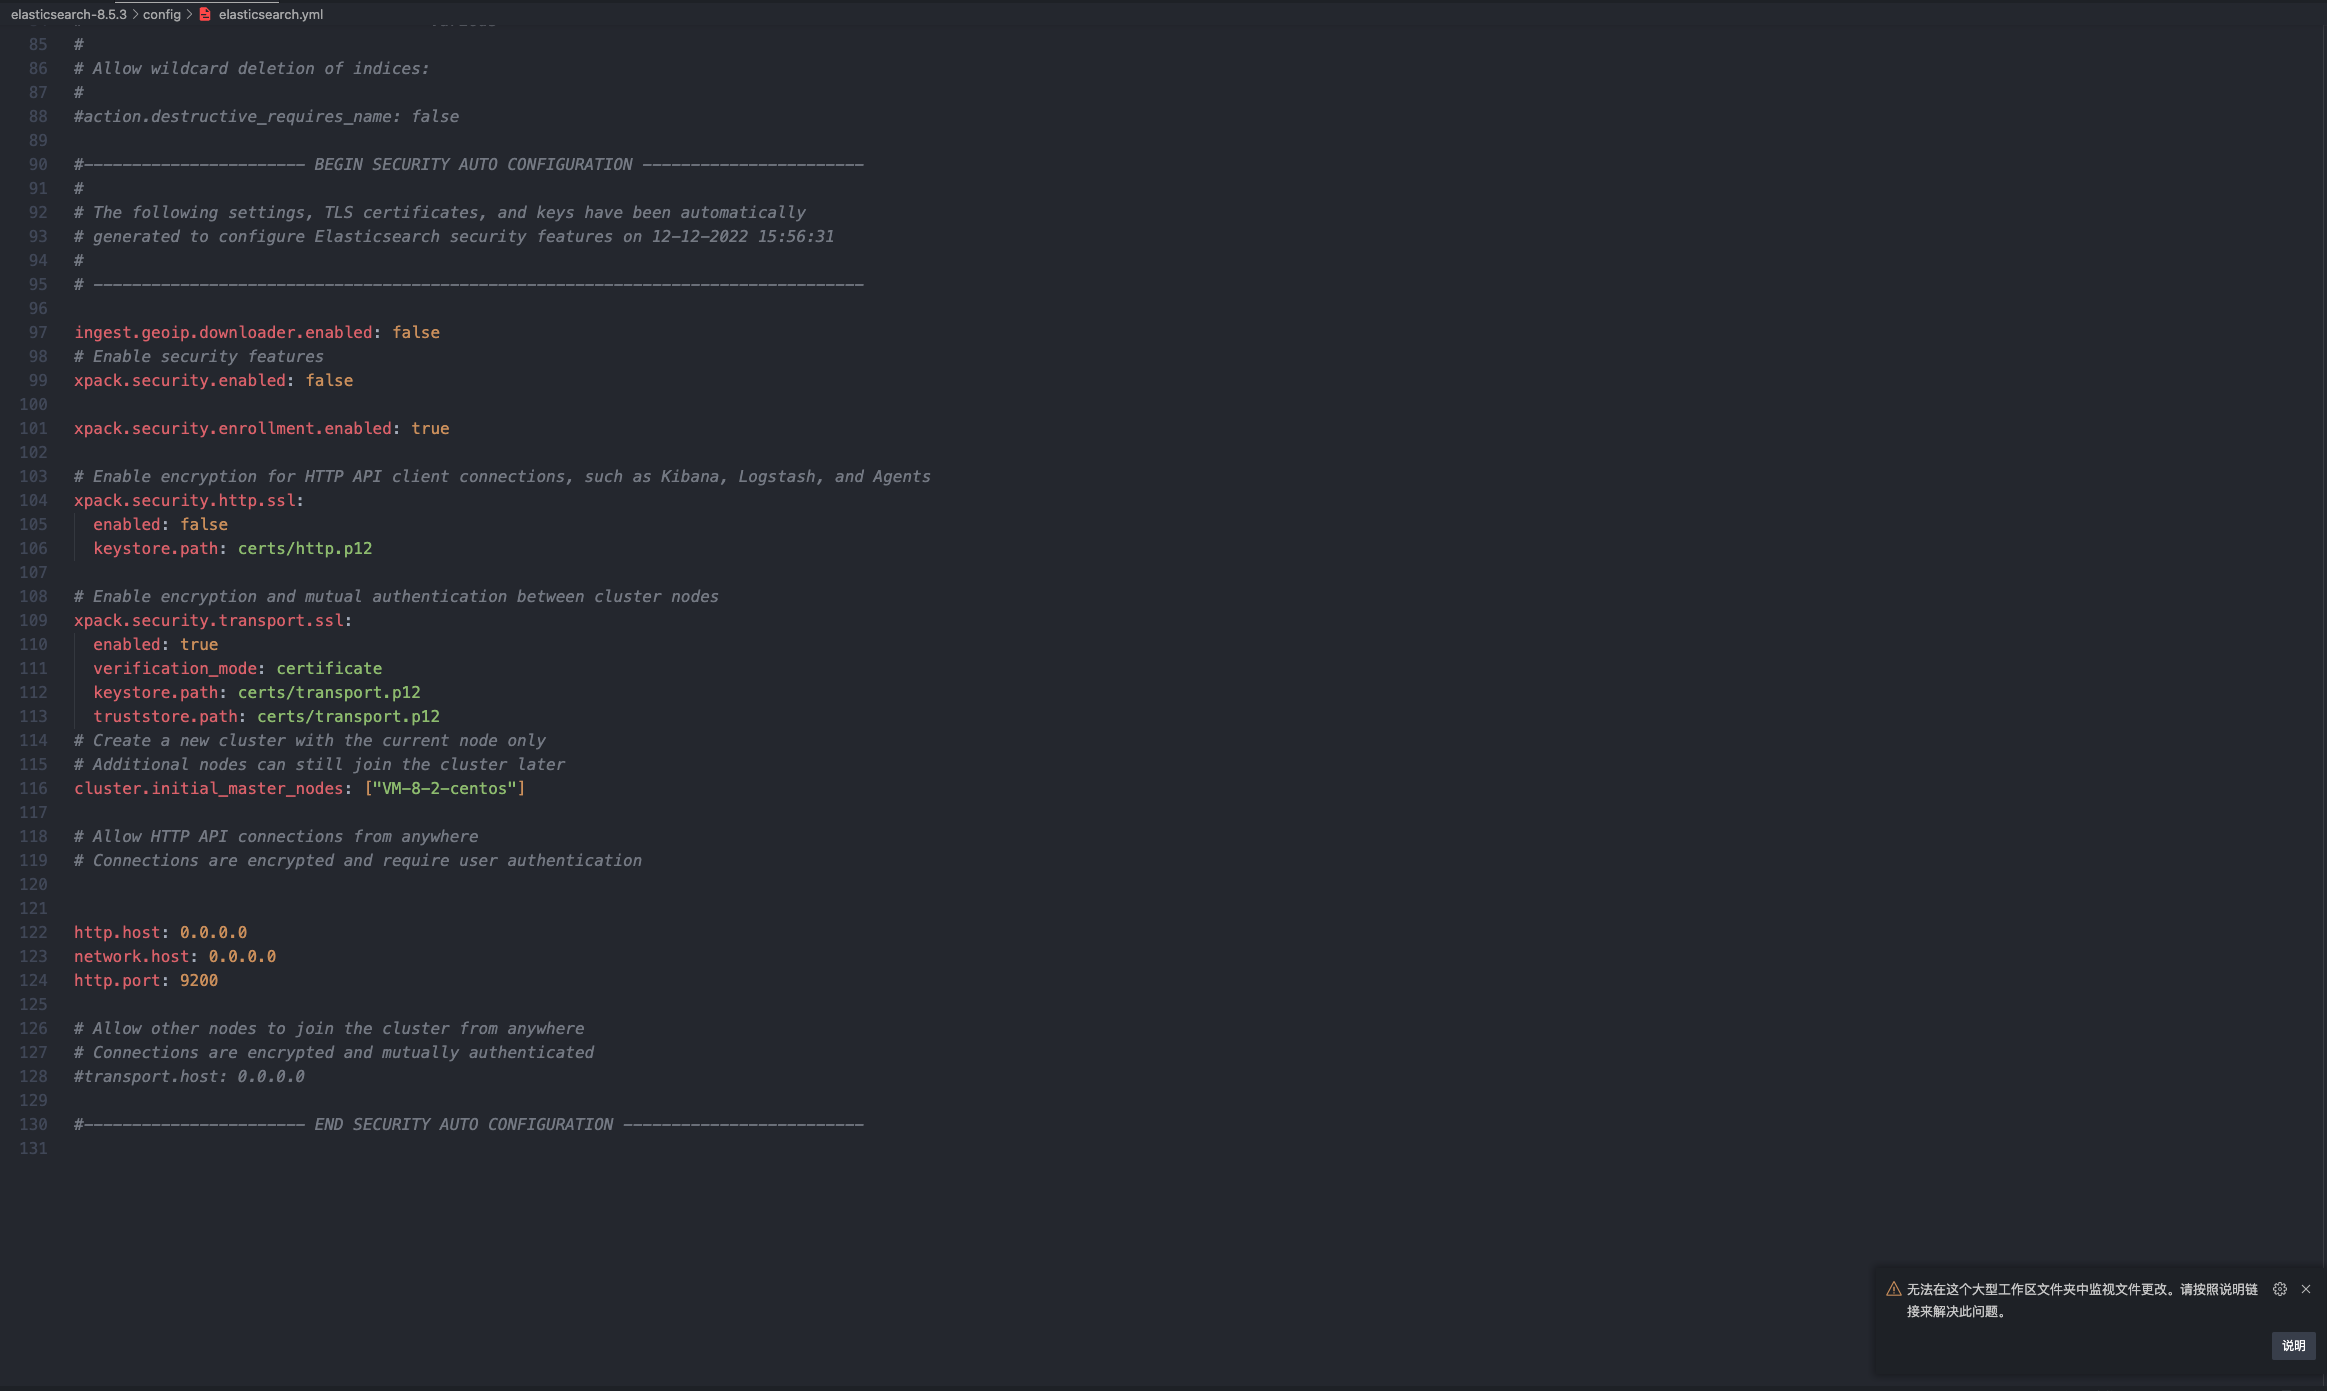 elasticsearch-8.5.3 > config > elasticsearch.yml
85 #
86 # Allow wildcard deletion of indices:
87 #
88 #action.destructive_requires_name: false
89
90 #----------------------- BEGIN SECURITY AUTO CONFIGURATION -----------------------
91 #
92 # The following settings, TLS certificates, and keys have been automatically
93 # generated to configure Elasticsearch security features on 12-12-2022 15:56:31
94 #
95 # --------------------------------------------------------------------------------
96
97 ingest.geoip.downloader.enabled: false
98 # Enable security features
99 xpack.security.enabled: false
100
101 xpack.security.enrollment.enabled: true
102
103 # Enable encryption for HTTP API client connections, such as Kibana, Logstash, and Agents
104 xpack.security.http.ssl:
105   enabled: false
106   keystore.path: certs/http.p12
107
108 # Enable encryption and mutual authentication between cluster nodes
109 xpack.security.transport.ssl:
110   enabled: true
111   verification_mode: certificate
112   keystore.path: certs/transport.p12
113   truststore.path: certs/transport.p12
114 # Create a new cluster with the current node only
115 # Additional nodes can still join the cluster later
116 cluster.initial_master_nodes: ["VM-8-2-centos"]
117
118 # Allow HTTP API connections from anywhere
119 # Connections are encrypted and require user authentication
120
121
122 http.host: 0.0.0.0
123 network.host: 0.0.0.0
124 http.port: 9200
125
126 # Allow other nodes to join the cluster from anywhere
127 # Connections are encrypted and mutually authenticated
128 #transport.host: 0.0.0.0
129
130 #----------------------- END SECURITY AUTO CONFIGURATION -------------------------
131
无法在这个大型工作区文件夹中监视文件更改。请按照说明链
接来解决此问题。
说明